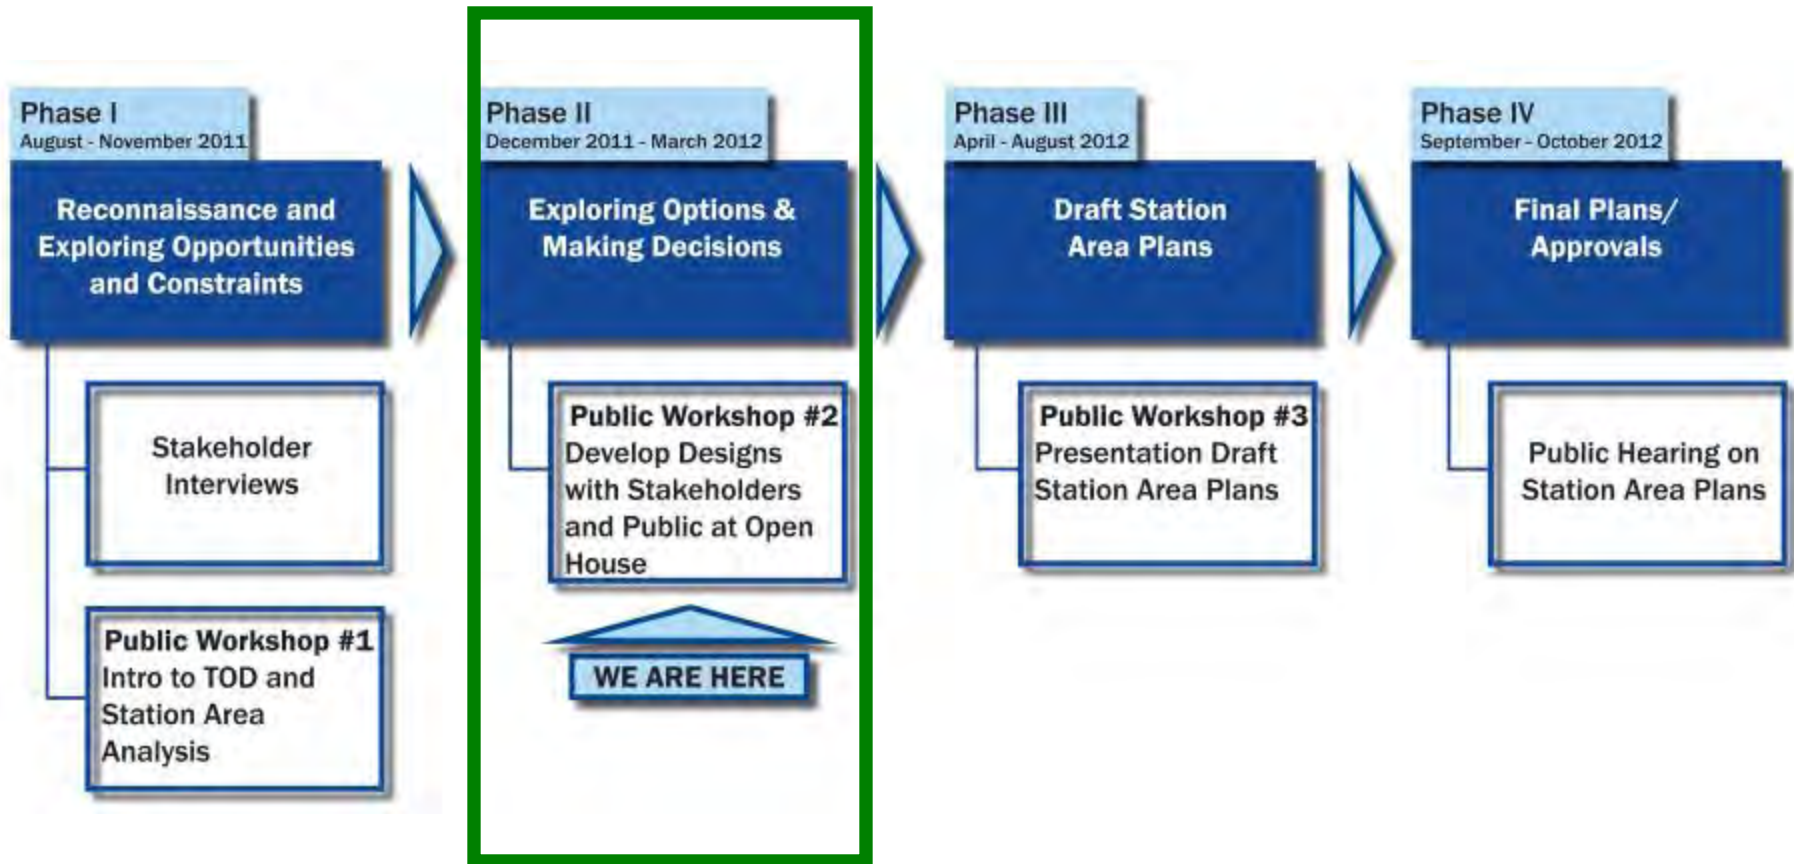 Phase I
August - November 2011
Reconnaissance and
Exploring Opportunities
and Constraints
Stakeholder
Interviews
Public Workshop #1
Intro to TOD and
Station Area
Analysis
Phase II
December 2011 - March 2012
Exploring Options &
Making Decisions
Public Workshop #2
Develop Designs
with Stakeholders
and Public at Open
House
WE ARE HERE
Phase III
April - August 2012
Draft Station
Area Plans
Public Workshop #3
Presentation Draft
Station Area Plans
Phase IV
September - October 2012
Final Plans/
Approvals
Public Hearing on
Station Area Plans